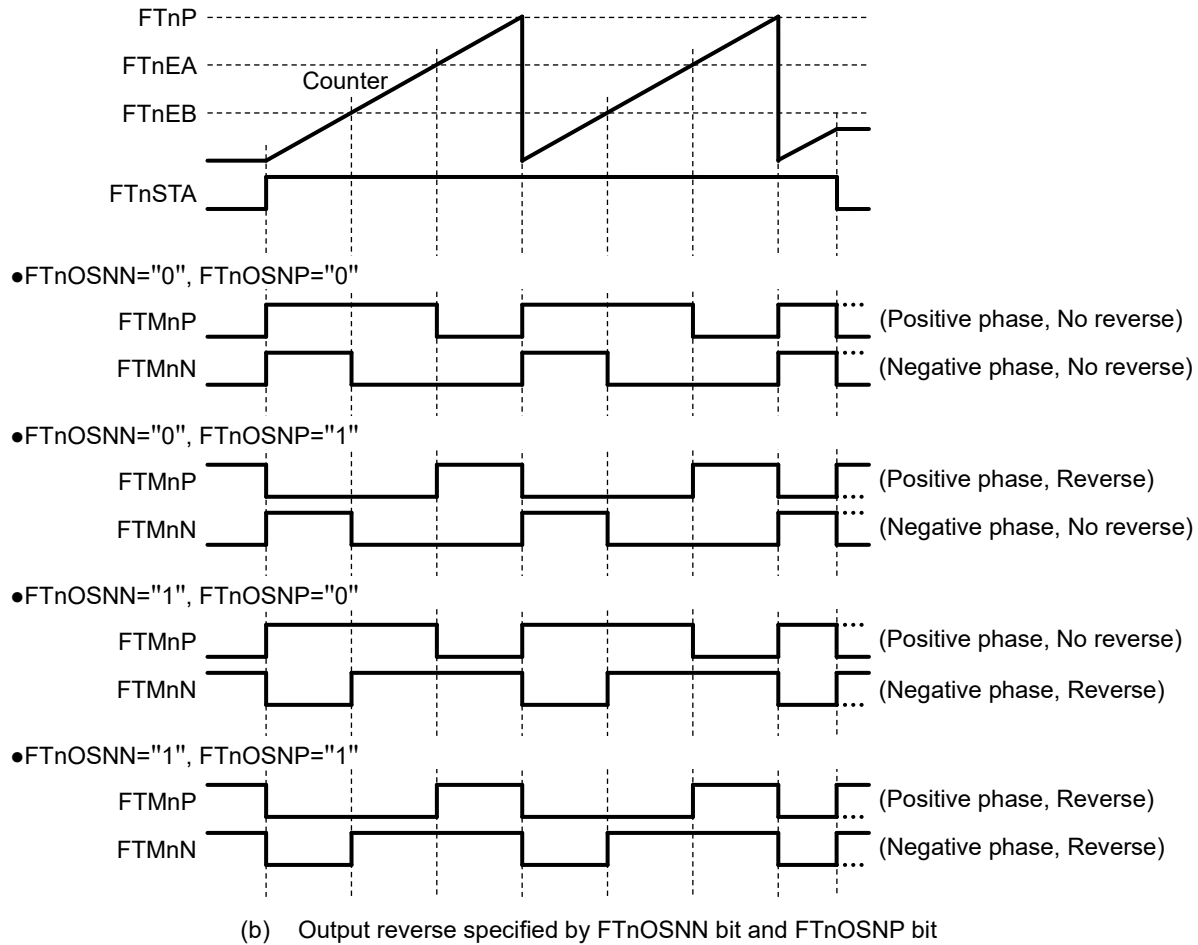 FTnP
FTnEA
Counter
FTnEB
FTnSTA
●FTnOSNN="0", FTnOSNP="0"
FTMnP
(Positive phase, No reverse)
FTMnN
(Negative phase, No reverse)
●FTnOSNN="0", FTnOSNP="1"
FTMnP
(Positive phase, Reverse)
FTMnN
(Negative phase, No reverse)
●FTnOSNN="1", FTnOSNP="0"
FTMnP
(Positive phase, No reverse)
FTMnN
(Negative phase, Reverse)
●FTnOSNN="1", FTnOSNP="1"
FTMnP
(Positive phase, Reverse)
FTMnN
(Negative phase, Reverse)
(b) Output reverse specified by FTnOSNN bit and FTnOSNP bit